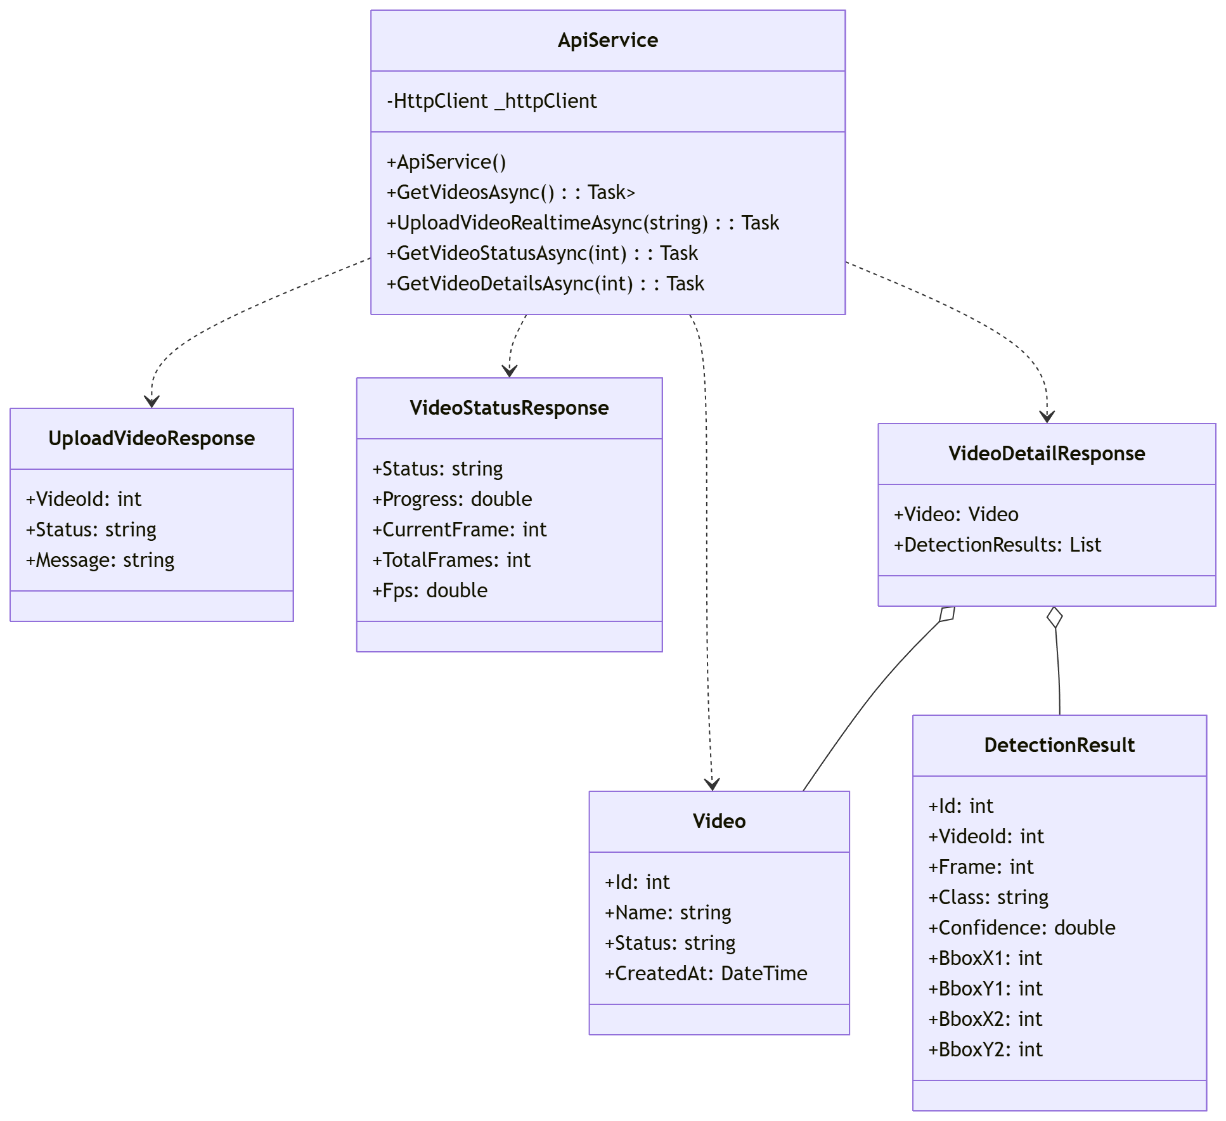 ApiService
-HttpClient _httpClient
+ApiService()
+GetVideosAsync() : : Task>
+UploadVideoRealtimeAsync(string) : : Task
+GetVideoStatusAsync(int) : : Task
+GetVideoDetailsAsync(int) : : Task
UploadVideoResponse
+VideoId: int
+Status: string
+Message: string
VideoStatusResponse
+Status: string
+Progress: double
+CurrentFrame: int
+TotalFrames: int
+Fps: double
VideoDetailResponse
+Video: Video
+DetectionResults: List
Video
+Id: int
+Name: string
+Status: string
+CreatedAt: DateTime
DetectionResult
+Id: int
+VideoId: int
+Frame: int
+Class: string
+Confidence: double
+BboxX1: int
+BboxY1: int
+BboxX2: int
+BboxY2: int